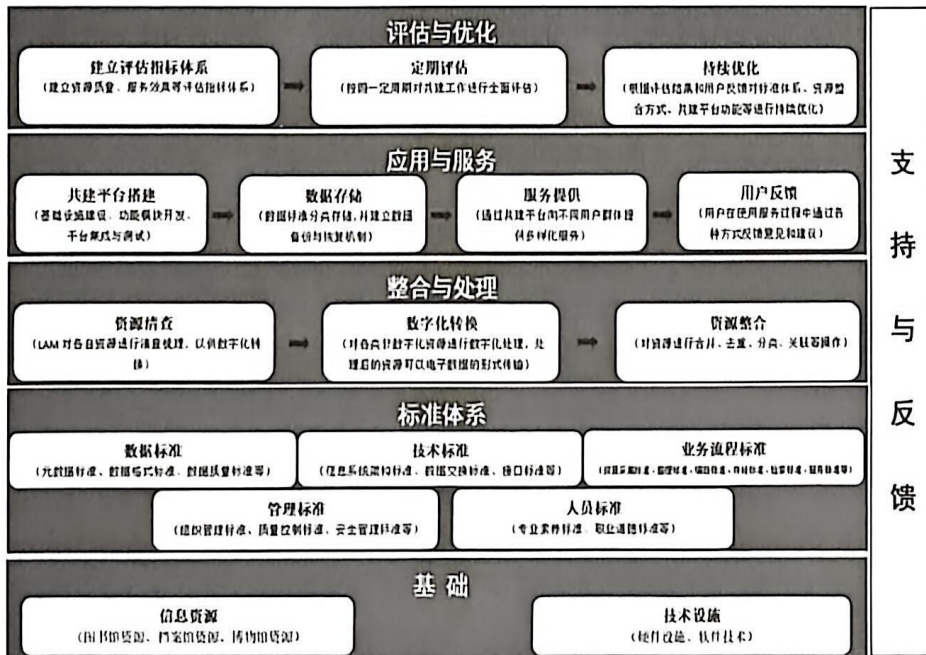 评估与优化
建立评估指标体系
(建立资源质量、服务效果等评估指标体系)
定期评估
(按照一定周期对共建工作进行全面评估)
持续优化
(根据评估结果和用户反馈对标准体系、资源整
合方式、共建平台功能等进行持续优化)
应用与服务
共建平台搭建
(基础设施建设、功能模块开发、
平台集成与测试)
数据存储
(数据标准分类存储,并建立数据
备份与恢复机制)
服务提供
(通过共建平台向不同用户群体提
供多样化服务)
用户反馈
(用户在使用服务过程中通过各
种方式反馈意见和建议)
整合与处理
资源清查
(LAM 对各自资源进行清查梳理,以供数字化转
换)
数字化转换
(对各类非数字化资源进行数字化处理,处
理后的资源可以电子数据的形式传输)
资源整合
(对资源进行合并、去重、分类、关联等操作)
标准体系
数据标准
(元数据标准、数据格式标准、数据质量标准等)
技术标准
(信息系统架构标准、数据交换标准、接口标准等)
业务流程标准
管理标准
(组织管理标准、质量控制标准、安全管理标准等)
人员标准
(专业素养标准、职业道德标准等)
基础
信息资源
(图书馆资源、档案馆资源、博物馆资源)
技术设施
(硬件设施、软件技术)
支
持
与
反
馈